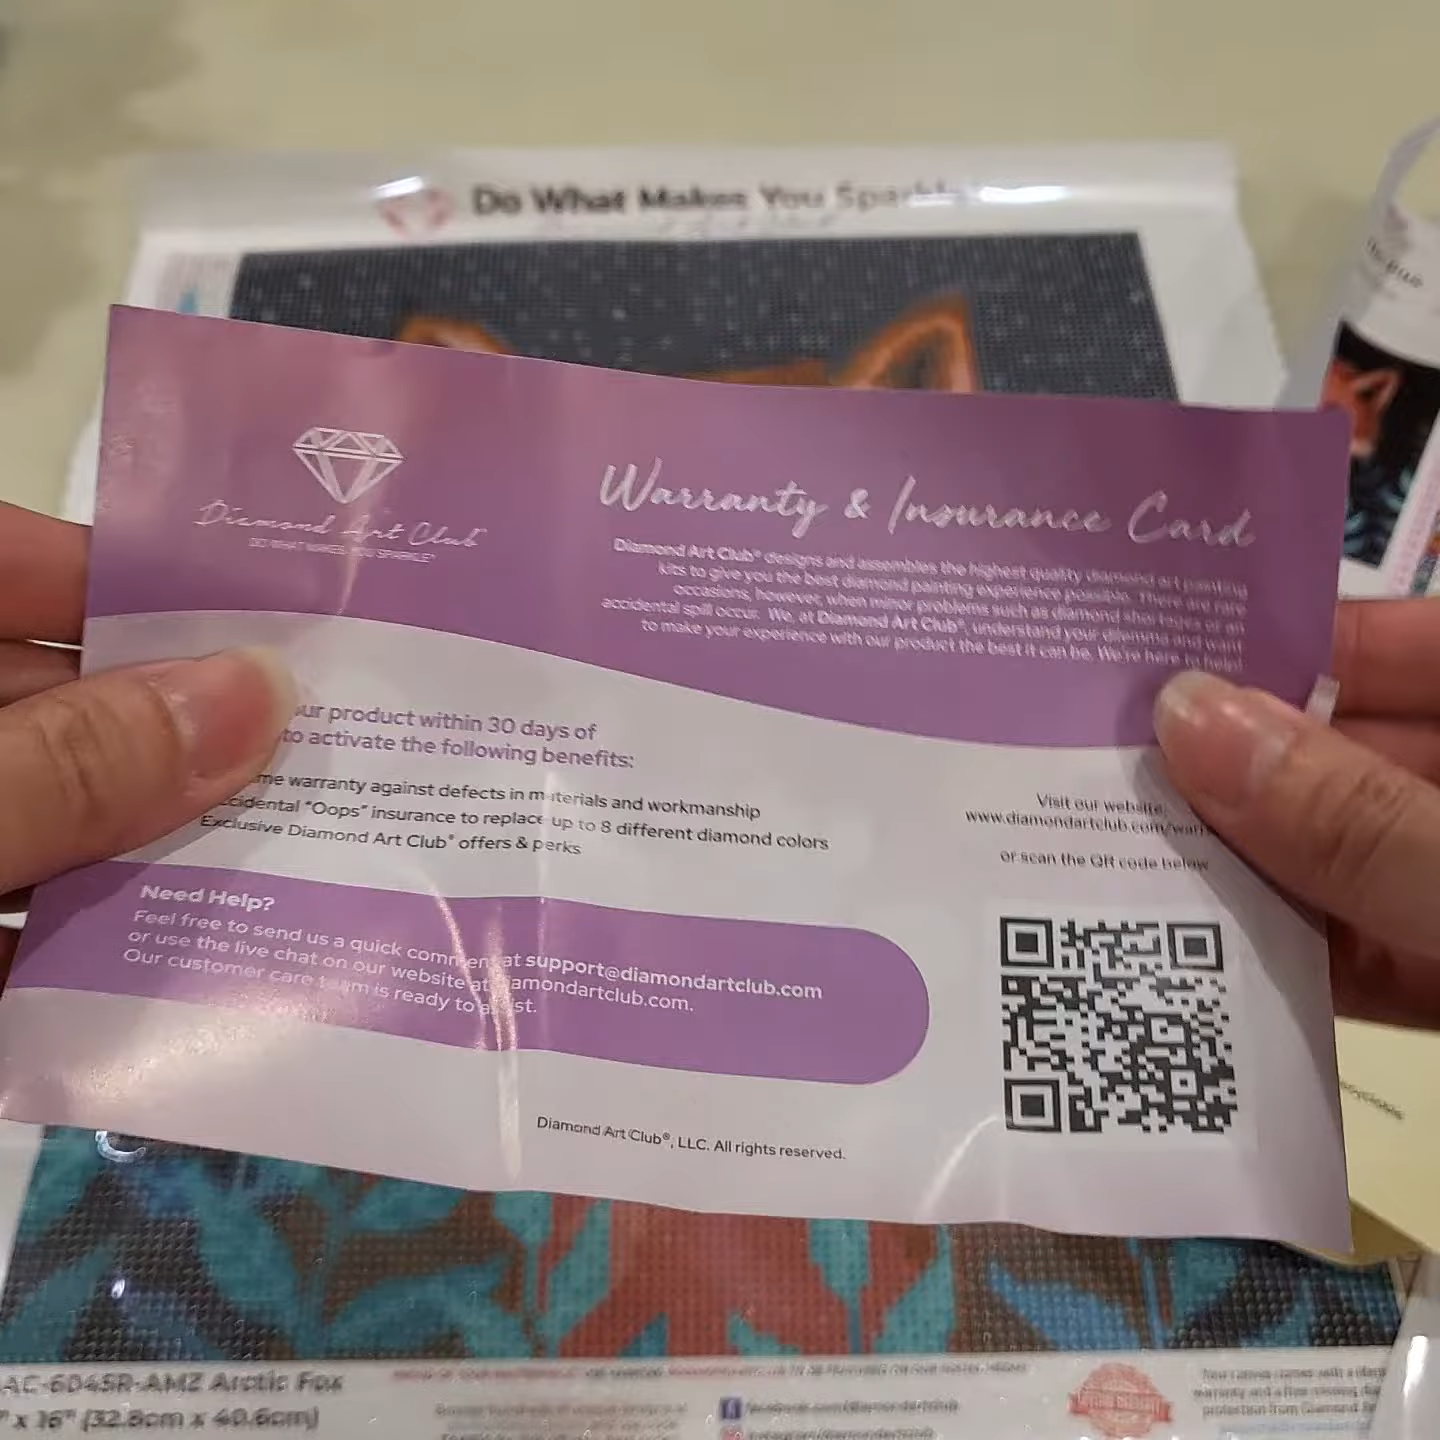 Do What Makes You Sparkle
Diamond Art Club
DO WHAT MAKES YOU SPARKLE
Warranty & Insurance Card
Diamond Art Club® designs and assembles the highest quality diamond art painting
kits to give you the best diamond painting experience possible. There are rare
occasions, however, when minor problems such as diamond shortages or an
accidental spill occur. We, at Diamond Art Club®, understand your dilemma and want
to make your experience with our product the best it can be. We're here to help!
ur product within 30 days of
to activate the following benefits:
me warranty against defects in materials and workmanship
ccidental "Oops" insurance to replace up to 8 different diamond colors
Exclusive Diamond Art Club® offers & perks
Visit our website:
www.diamondartclub.com/warr
or scan the QR code below
Need Help?
Feel free to send us a quick comment at support@diamondartclub.com
or use the live chat on our website at diamondartclub.com.
Our customer care team is ready to assist.
Diamond Art Club®, LLC. All rights reserved.
AC-6045R-AMZ Arctic Fox
" x 16" (32.8cm x 40.6cm)